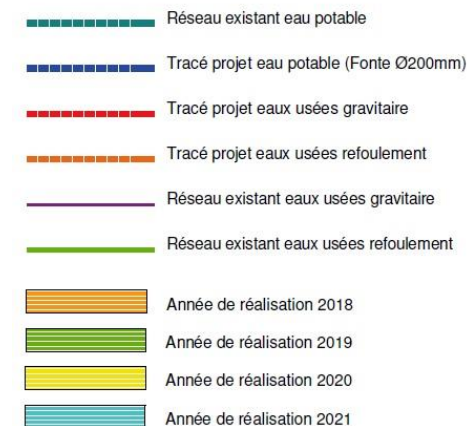 Réseau existant eau potable
Tracé projet eau potable (Fonte Ø200mm)
Tracé projet eaux usées gravitaire
Tracé projet eaux usées refoulement
Réseau existant eaux usées gravitaire
Réseau existant eaux usées refoulement
Année de réalisation 2018
Année de réalisation 2019
Année de réalisation 2020
Année de réalisation 2021